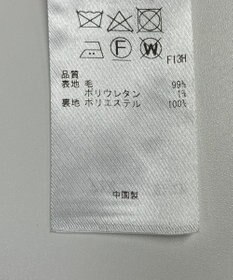 F
W
F13H
品質
表地 毛 99%
ポリウレタン 1%
裏地 ポリエステル 100%
中国製